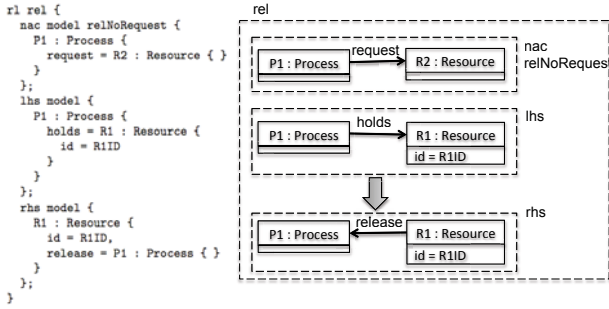 rl rel {
nac model relNoRequest {
P1 : Process {
request = R2 : Resource { }
}
};
lhs model {
P1 : Process {
holds = R1 : Resource {
id = R1ID
}
}
};
rhs model {
R1 : Resource {
id = R1ID,
release = P1 : Process { }
}
};
}
rel
P1 : Process
request
R2 : Resource
nac
relNoReques
P1 : Process
holds
R1 : Resource
id = R1ID
lhs
P1 : Process
release
R1 : Resource
id = R1ID
rhs